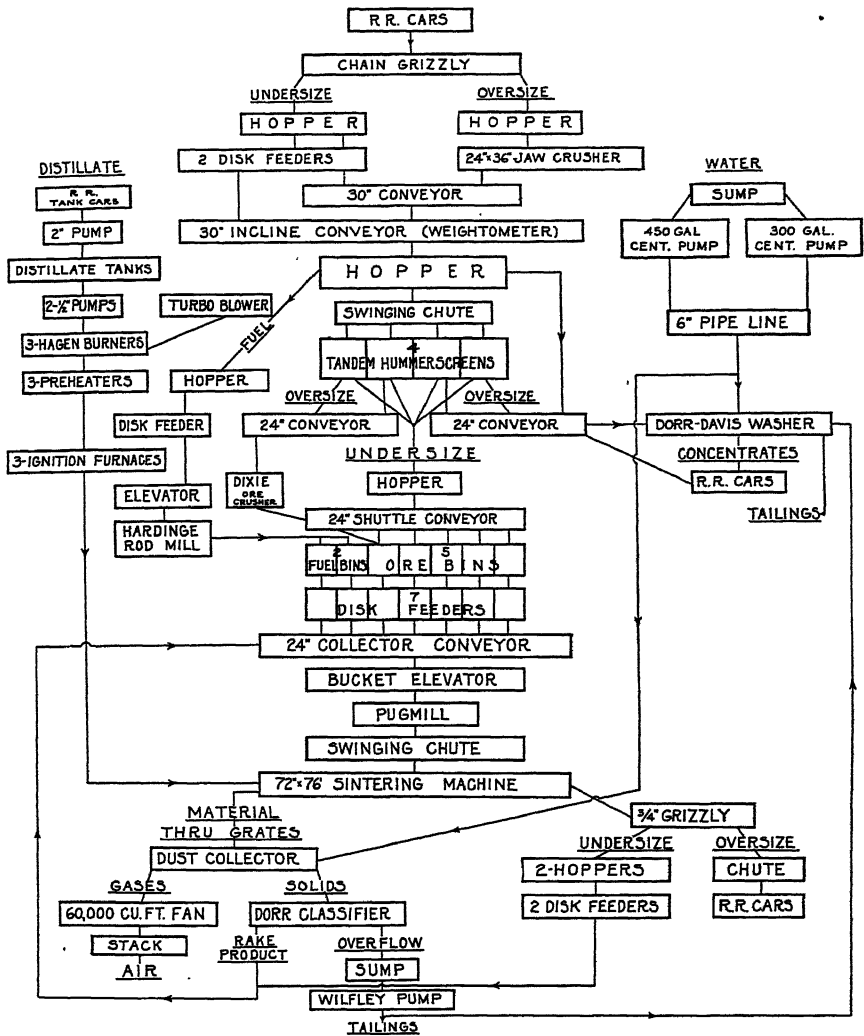 R.R. CARS
CHAIN GRIZZLY
UNDERSIZE
OVERSIZE
HOPPER
HOPPER
2 DISK FEEDERS
24"×36" JAW CRUSHER
30" CONVEYOR
30" INCLINE CONVEYOR (WEIGHTOMETER)
DISTILLATE
R.R.
TANK CARS
2" PUMP
DISTILLATE TANKS
2-½" PUMPS
3-HAGEN BURNERS
3-PREHEATERS
3-IGNITION FURNACES
TURBO BLOWER
WATER
SUMP
450 GAL
CENT. PUMP
300 GAL.
CENT. PUMP
6" PIPE LINE
HOPPER
FUEL
SWINGING CHUTE
4
TANDEM HUMMER SCREENS
HOPPER
DISK FEEDER
ELEVATOR
HARDINGE
ROD MILL
OVERSIZE
OVERSIZE
24" CONVEYOR
24" CONVEYOR
DORR-DAVIS WASHER
CONCENTRATES
R.R. CARS
TAILINGS
UNDERSIZE
DIXIE
ORE
CRUSHER
HOPPER
24" SHUTTLE CONVEYOR
2
FUEL BINS
5
ORE BINS
7
DISK FEEDERS
24" COLLECTOR CONVEYOR
BUCKET ELEVATOR
PUGMILL
SWINGING CHUTE
72"×76' SINTERING MACHINE
MATERIAL
THRU GRATES
DUST COLLECTOR
GASES
SOLIDS
60,000 CU.FT. FAN
DORR CLASSIFIER
STACK
AIR
RAKE
PRODUCT
OVERFLOW
SUMP
WILFLEY PUMP
TAILINGS
¾" GRIZZLY
UNDERSIZE
OVERSIZE
2-HOPPERS
CHUTE
2 DISK FEEDERS
R.R. CARS